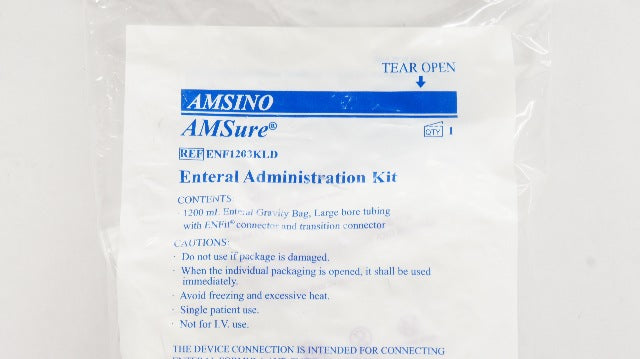 TEAR OPEN
AMSINO
AMSure®
QTY 1
REF ENF1203KLD
Enteral Administration Kit
CONTENTS:
· 1200 mL Enteral Gravity Bag, Large bore tubing
with ENFit® connector and transition connector
CAUTIONS:
· Do not use if package is damaged.
· When the individual packaging is opened, it shall be used
immediately.
· Avoid freezing and excessive heat.
· Single patient use.
· Not for I.V. use.
THE DEVICE CONNECTION IS INTENDED FOR CONNECTING